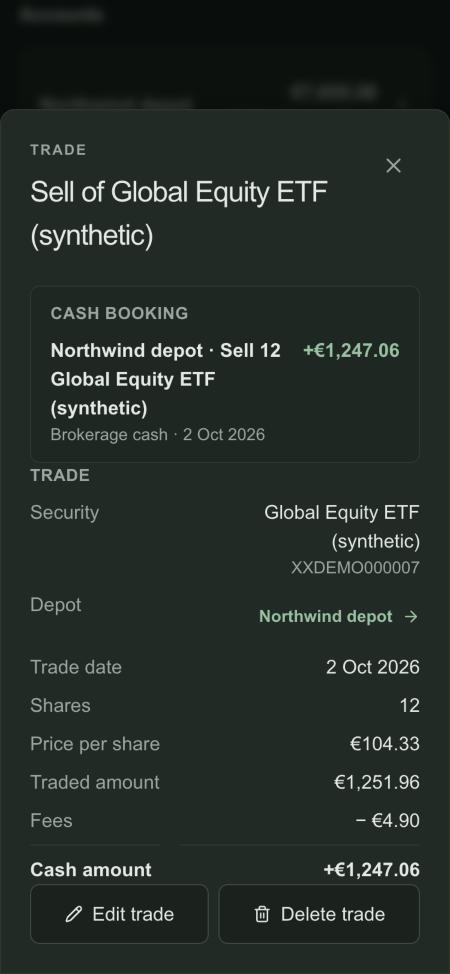 Accounts
Northwind depot
TRADE
Sell of Global Equity ETF
(synthetic)
CASH BOOKING
Northwind depot · Sell 12 +€1,247.06
Global Equity ETF
(synthetic)
Brokerage cash · 2 Oct 2026
TRADE
Security Global Equity ETF
(synthetic)
XXDEMO000007
Depot Northwind depot →
Trade date 2 Oct 2026
Shares 12
Price per share €104.33
Traded amount €1,251.96
Fees − €4.90
Cash amount +€1,247.06
Edit trade Delete trade